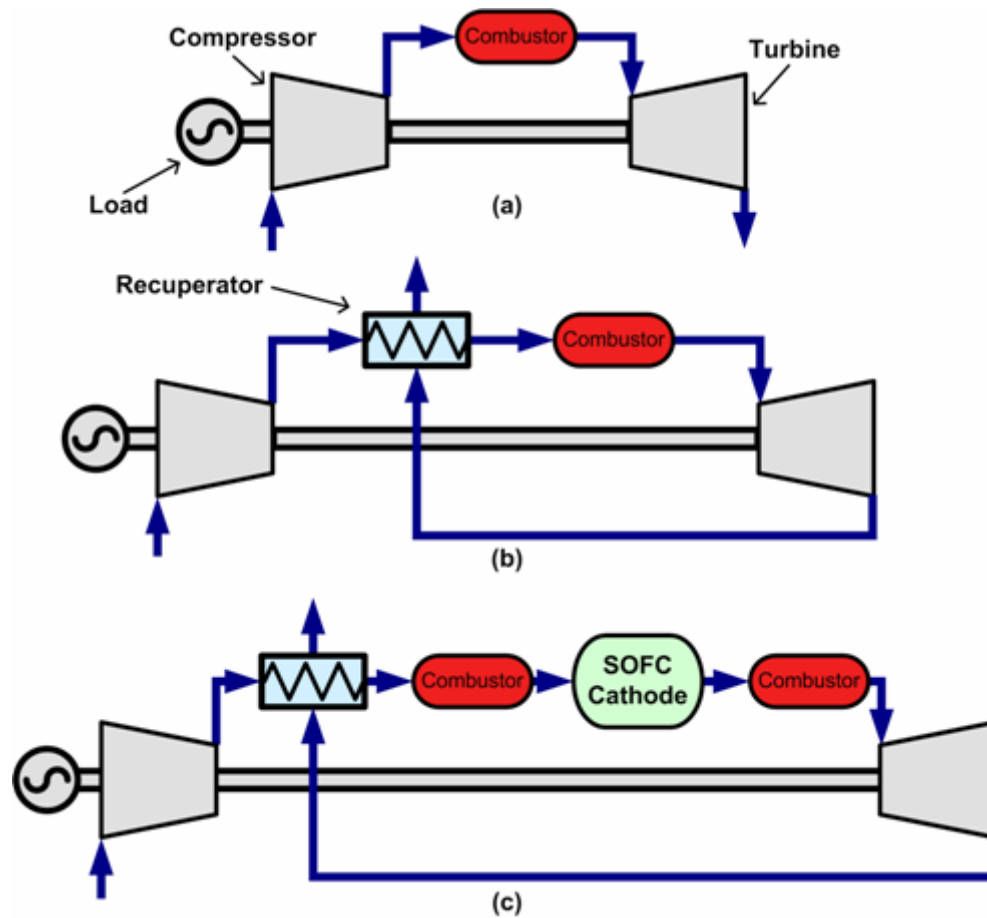 Compressor
Combustor
Turbine
Load
(a)
Recuperator
Combustor
(b)
Combustor
SOFC
Cathode
Combustor
(c)